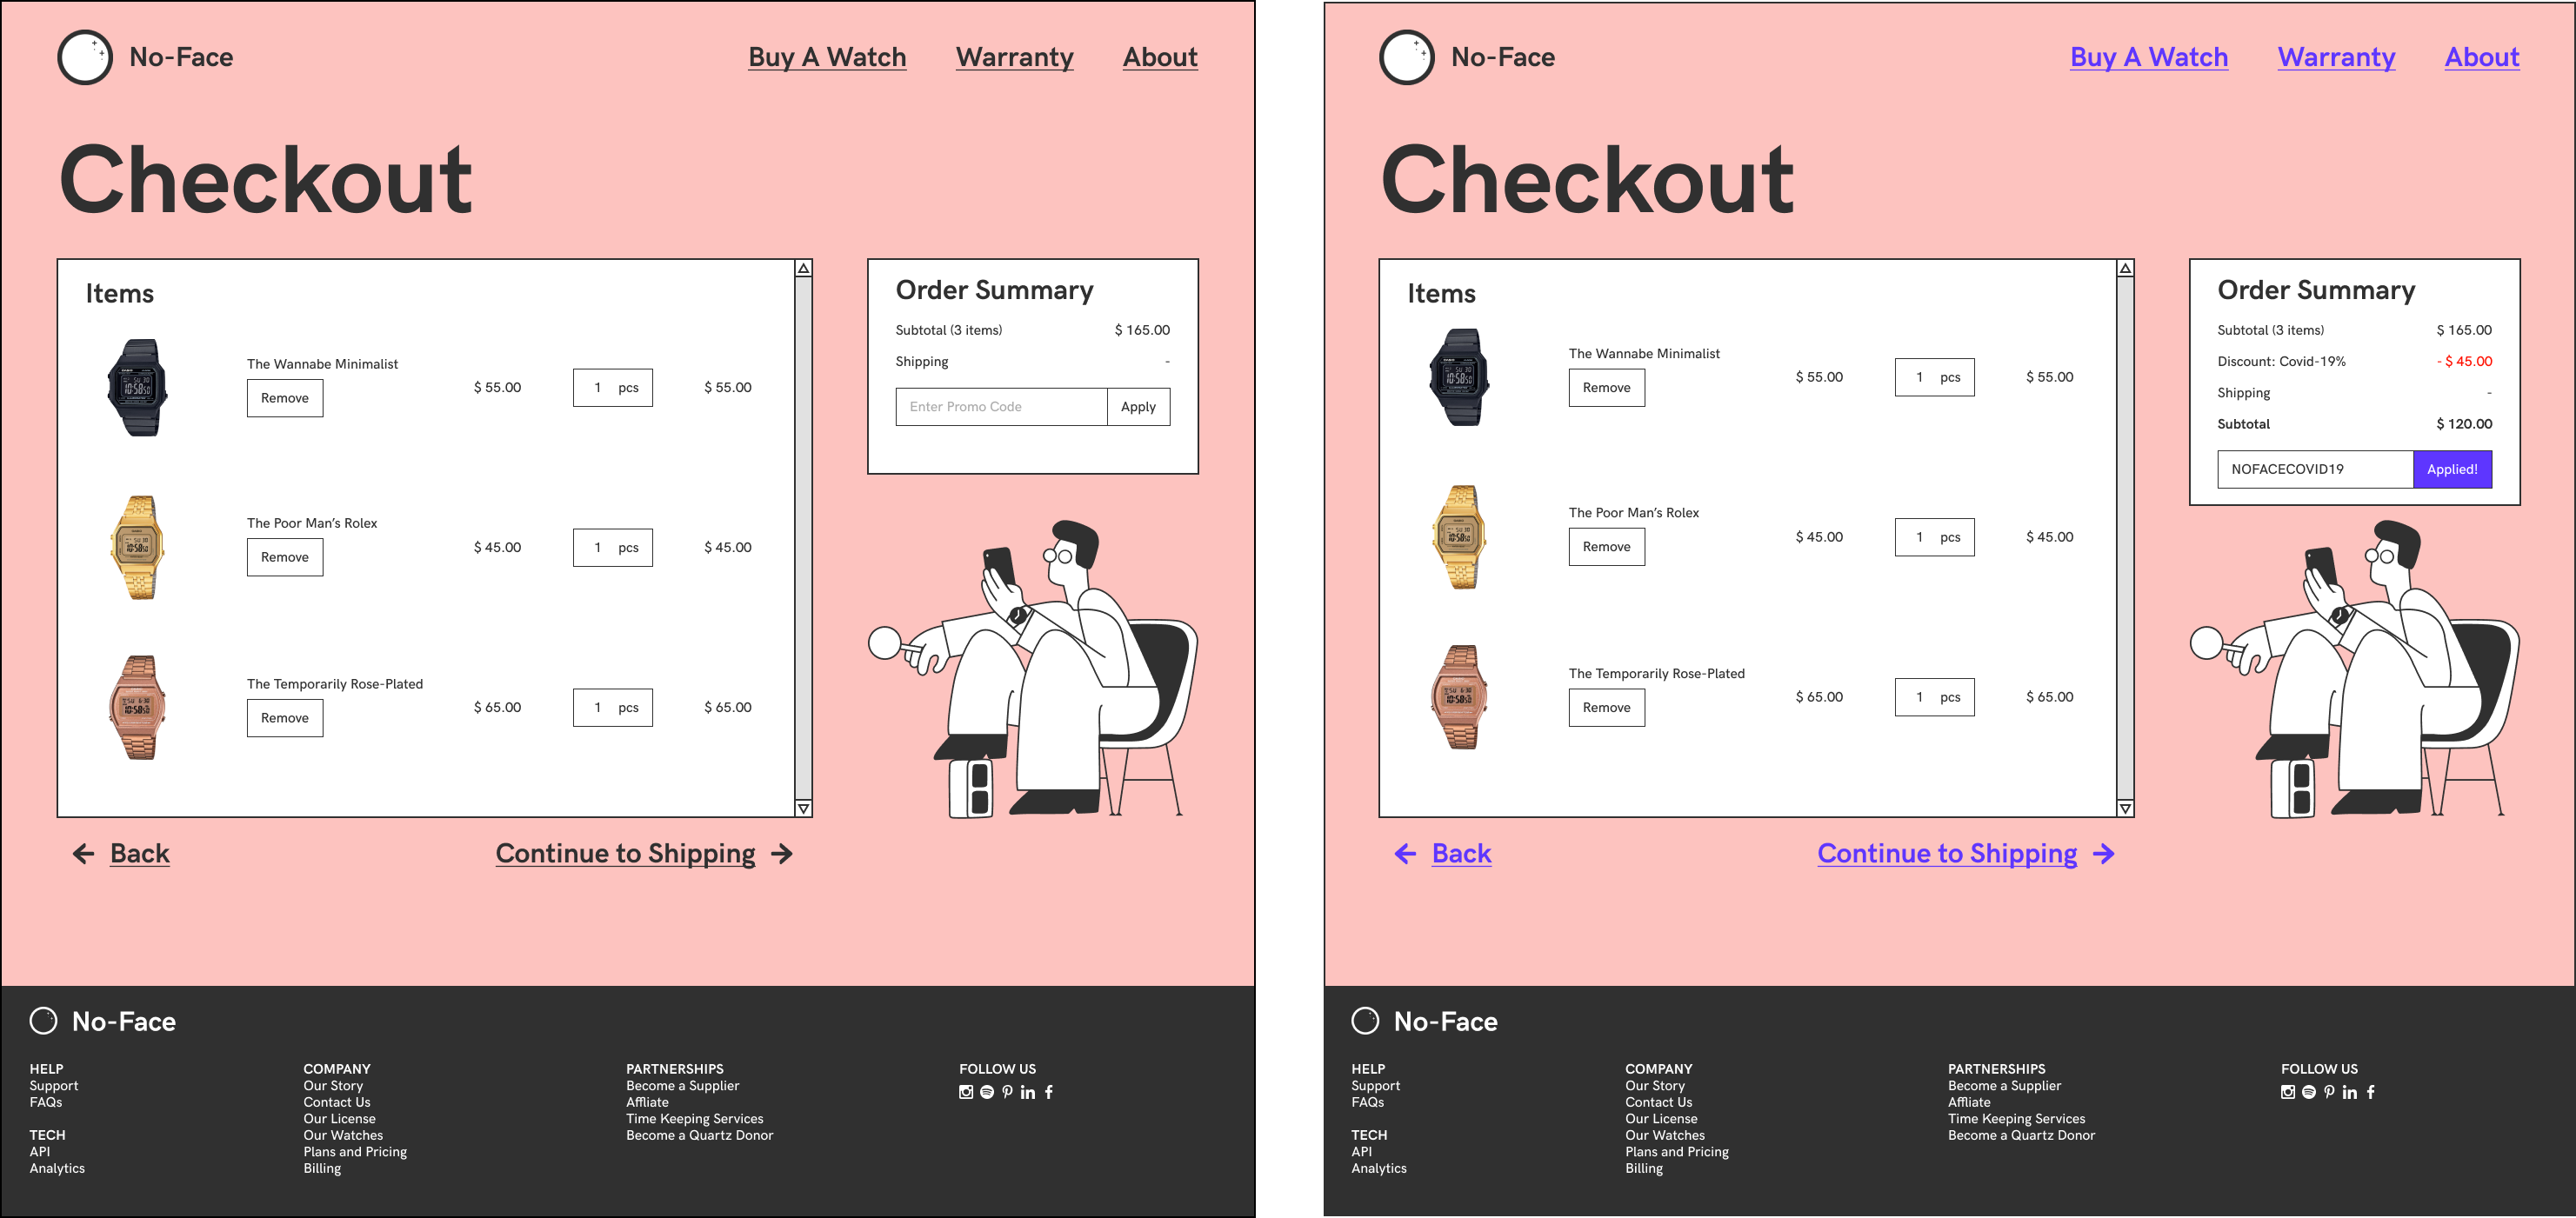 No-Face
Buy A Watch Warranty About
Checkout
Items
The Wannabe Minimalist
Remove
$ 55.00
1 pcs
$ 55.00
The Poor Man’s Rolex
Remove
$ 45.00
1 pcs
$ 45.00
The Temporarily Rose-Plated
Remove
$ 65.00
1 pcs
$ 65.00
Order Summary
Subtotal (3 items) $ 165.00
Shipping -
Enter Promo Code Apply
Back
Continue to Shipping
No-Face
HELP
Support
FAQs
TECH
API
Analytics
COMPANY
Our Story
Contact Us
Our License
Our Watches
Plans and Pricing
Billing
PARTNERSHIPS
Become a Supplier
Affliate
Time Keeping Services
Become a Quartz Donor
FOLLOW US
No-Face
Buy A Watch Warranty About
Checkout
Items
The Wannabe Minimalist
Remove
$ 55.00
1 pcs
$ 55.00
The Poor Man’s Rolex
Remove
$ 45.00
1 pcs
$ 45.00
The Temporarily Rose-Plated
Remove
$ 65.00
1 pcs
$ 65.00
Order Summary
Subtotal (3 items) $ 165.00
Discount: Covid-19% - $ 45.00
Shipping -
Subtotal $ 120.00
NOFACECOVID19 Applied!
Back
Continue to Shipping
No-Face
HELP
Support
FAQs
TECH
API
Analytics
COMPANY
Our Story
Contact Us
Our License
Our Watches
Plans and Pricing
Billing
PARTNERSHIPS
Become a Supplier
Affliate
Time Keeping Services
Become a Quartz Donor
FOLLOW US